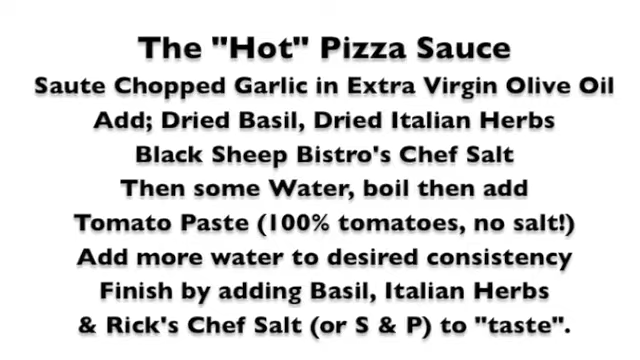 The "Hot" Pizza Sauce
Saute Chopped Garlic in Extra Virgin Olive Oil
Add; Dried Basil, Dried Italian Herbs
Black Sheep Bistro's Chef Salt
Then some Water, boil then add
Tomato Paste (100% tomatoes, no salt!)
Add more water to desired consistency
Finish by adding Basil, Italian Herbs
& Rick's Chef Salt (or S & P) to "taste".